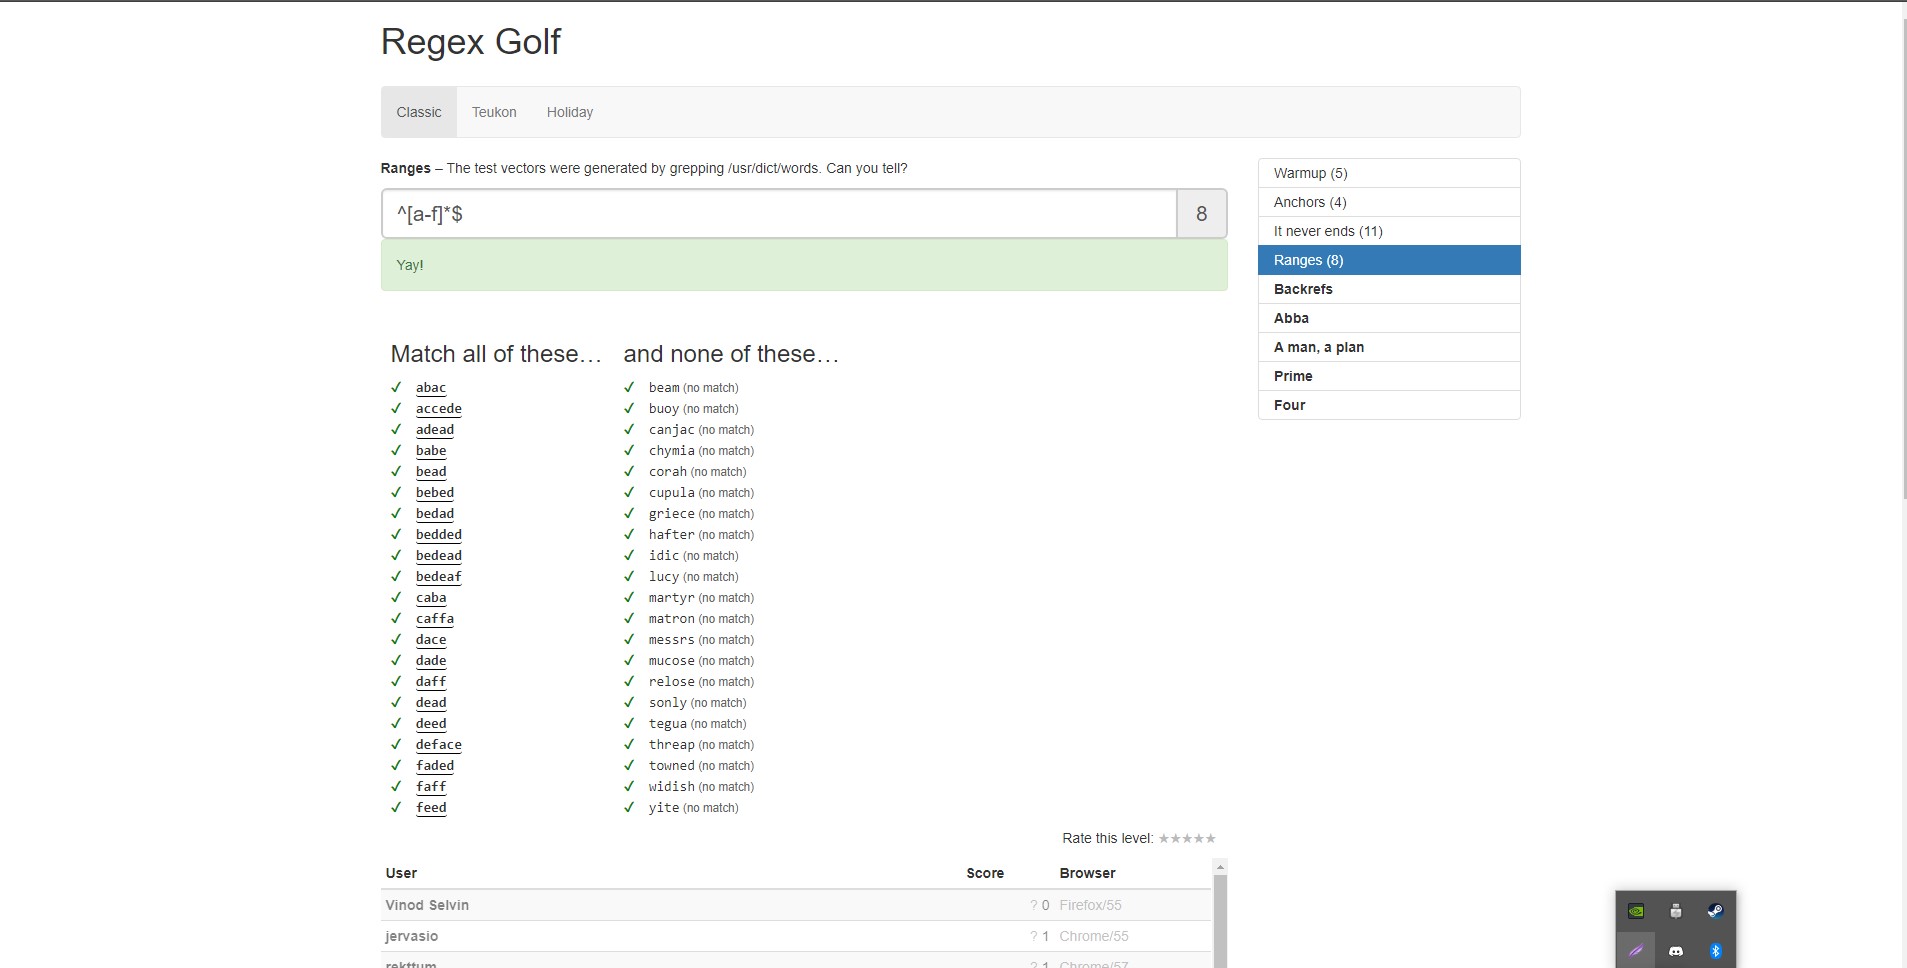 Regex Golf
Classic Teukon Holiday
Ranges – The test vectors were generated by grepping /usr/dict/words. Can you tell?
^[a-f]*$ 8
Yay!
Warmup (5)
Anchors (4)
It never ends (11)
Ranges (8)
Backrefs
Abba
A man, a plan
Prime
Four
Match all of these… and none of these…
✓ abac ✓ beam (no match)
✓ accede ✓ buoy (no match)
✓ adead ✓ canjac (no match)
✓ babe ✓ chymia (no match)
✓ bead ✓ corah (no match)
✓ bebed ✓ cupula (no match)
✓ bedad ✓ griece (no match)
✓ bedded ✓ hafter (no match)
✓ bedead ✓ idic (no match)
✓ bedeaf ✓ lucy (no match)
✓ caba ✓ martyr (no match)
✓ caffa ✓ matron (no match)
✓ dace ✓ messrs (no match)
✓ dade ✓ mucose (no match)
✓ daff ✓ relose (no match)
✓ dead ✓ sonly (no match)
✓ deed ✓ tegua (no match)
✓ deface ✓ threap (no match)
✓ faded ✓ towned (no match)
✓ faff ✓ widish (no match)
✓ feed ✓ yite (no match)
Rate this level: ★★★★★
User Score Browser
Vinod Selvin ? 0 Firefox/55
jervasio ? 1 Chrome/55
rekttum ? 1 Chrome/57